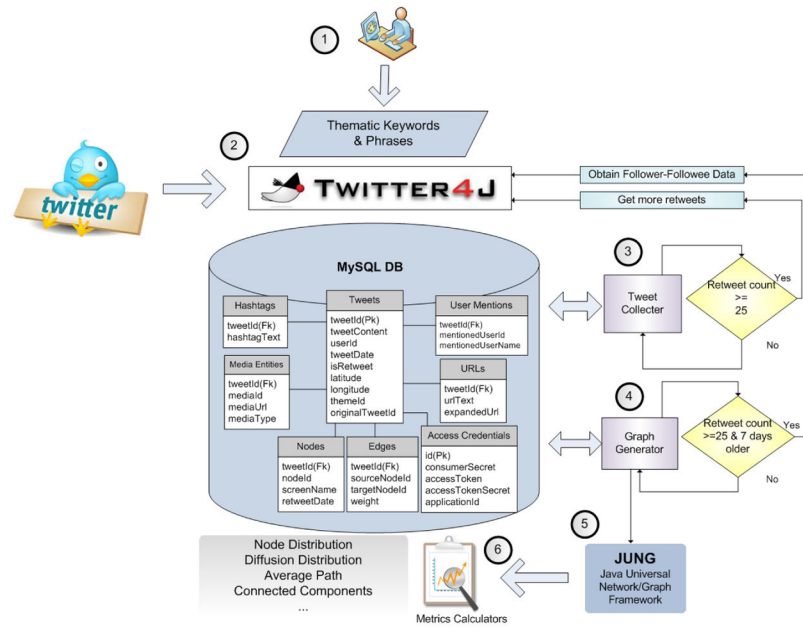 1
Thematic Keywords
& Phrases
2
twitter
TWITTER4J
Obtain Follower-Followee Data
Get more retweets
MySQL DB
Hashtags
tweetId(Fk)
hashtagText
Tweets
tweetId(Pk)
tweetContent
userId
tweetDate
isRetweet
latitude
longitude
themeId
originalTweetId
User Mentions
tweetId(Fk)
mentionedUserId
mentionedUserName
Media Entities
tweetId(Fk)
mediaId
mediaUrl
mediaType
URLs
tweetId(Fk)
urlText
expandedUrl
Nodes
tweetId(Fk)
nodeId
screenName
retweetDate
Edges
tweetId(Fk)
sourceNodeId
targetNodeId
weight
Access Credentials
id(Pk)
consumerSecret
accessToken
accessTokenSecret
applicationId
3
Tweet
Collecter
Retweet count
>=
25
Yes
No
4
Graph
Generator
Retweet count
>=25 & 7 days
older
Yes
No
5
JUNG
Java Universal
Network/Graph
Framework
6
Metrics Calculators
Node Distribution
Diffusion Distribution
Average Path
Connected Components
...